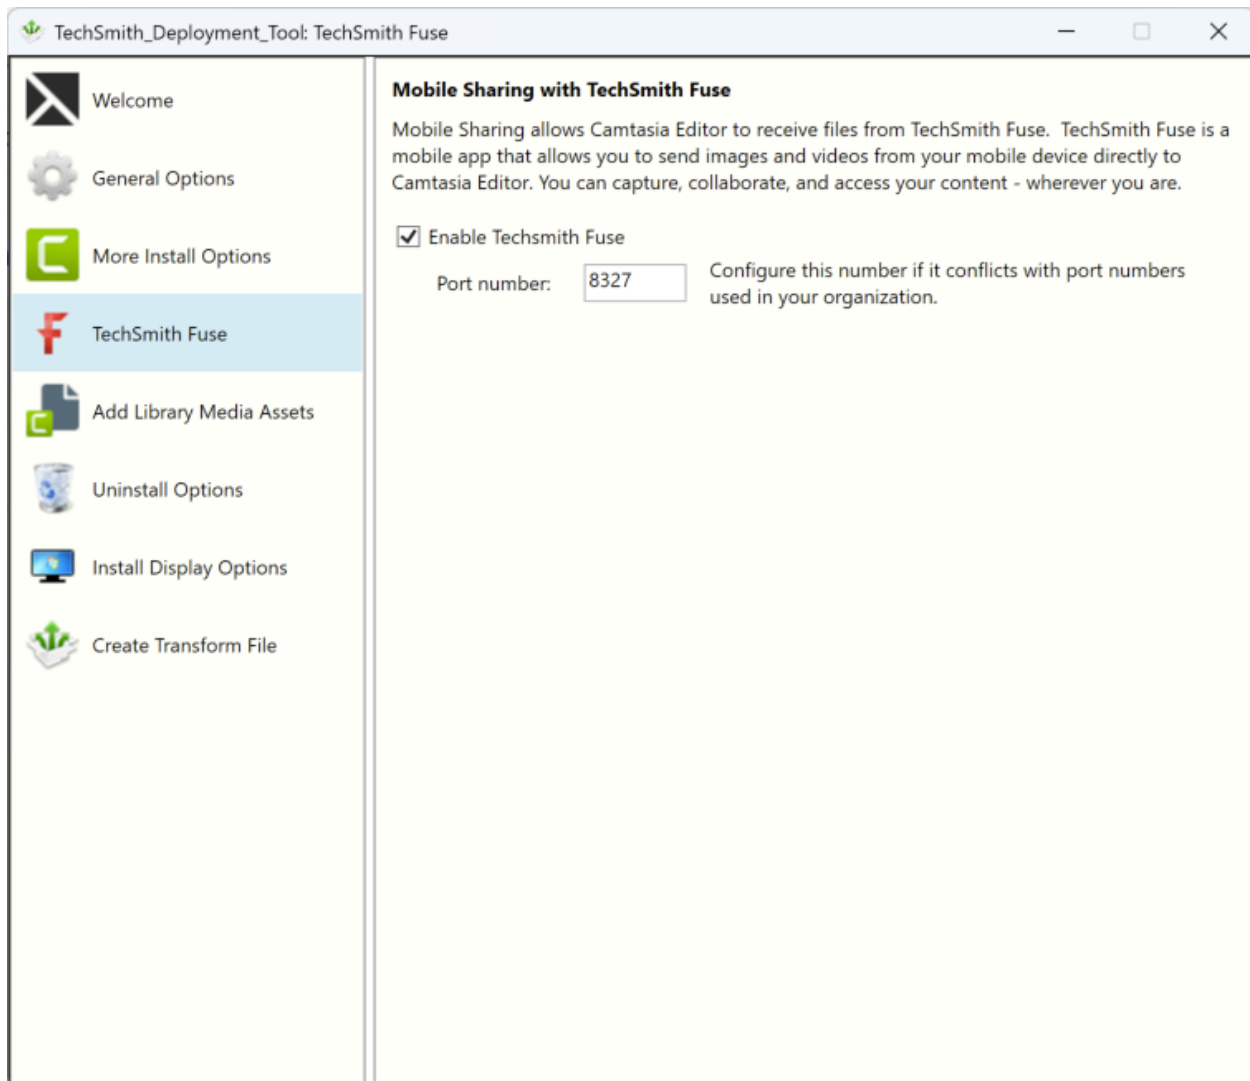 TechSmith_Deployment_Tool: TechSmith Fuse
Welcome
General Options
More Install Options
TechSmith Fuse
Add Library Media Assets
Uninstall Options
Install Display Options
Create Transform File
Mobile Sharing with TechSmith Fuse
Mobile Sharing allows Camtasia Editor to receive files from TechSmith Fuse.  TechSmith Fuse is a
mobile app that allows you to send images and videos from your mobile device directly to
Camtasia Editor. You can capture, collaborate, and access your content - wherever you are.
Enable Techsmith Fuse
Port number: 8327
Configure this number if it conflicts with port numbers
used in your organization.